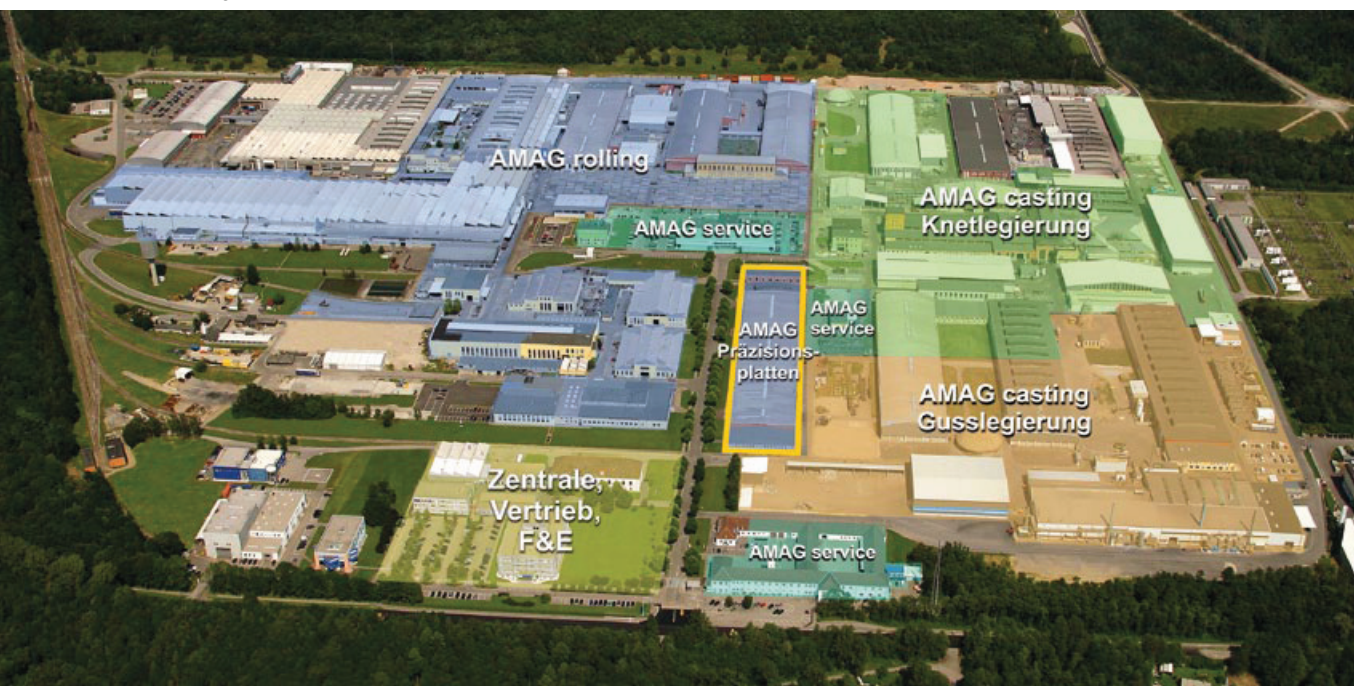 AMAG rolling
AMAG casting
Knetlegierung
AMAG service
AMAG
service
AMAG
Präzisions-
platten
AMAG casting
Gusslegierung
Zentrale,
Vertrieb,
F&E
AMAG service